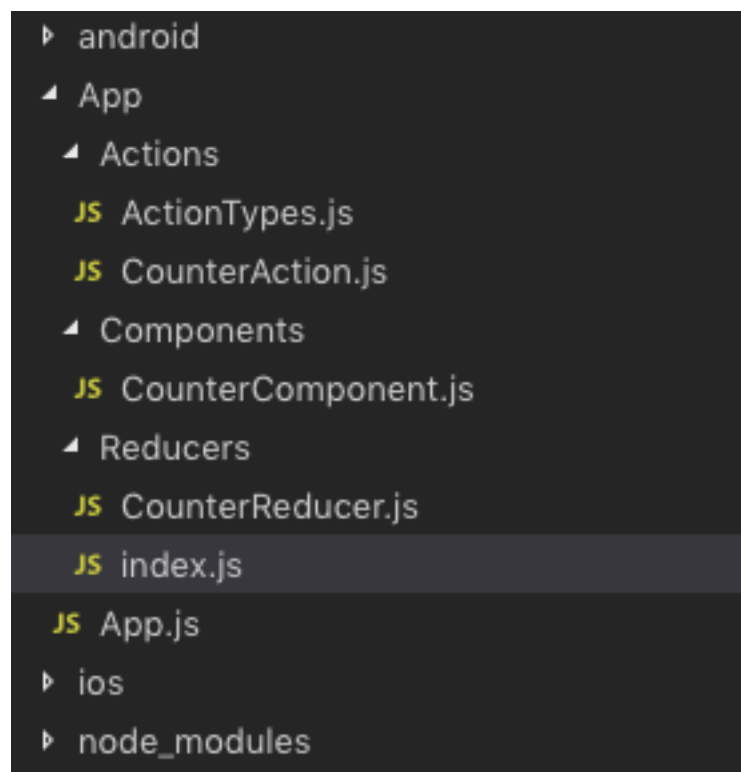 android
App
Actions
JS ActionTypes.js
JS CounterAction.js
Components
JS CounterComponent.js
Reducers
JS CounterReducer.js
JS index.js
JS App.js
ios
node_modules